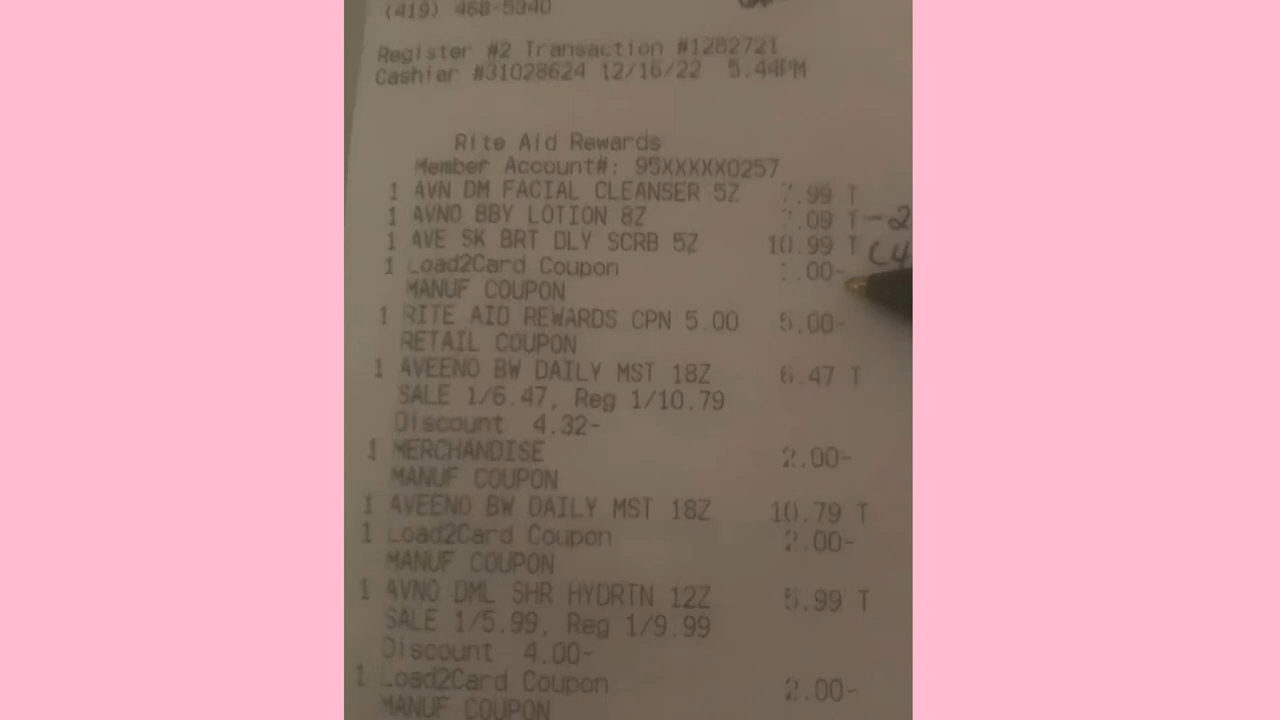 (419) 468-5340
Register #2 Transaction #1282721
Cashier #31028624 12/16/22 5:44PM
Rite Aid Rewards
Member Account#: 95XXXXX0257
1 AVN DM FACIAL CLEANSER 5Z 7.99 T
1 AVNO BBY LOTION 8Z .09 T -2
1 AVE SK BRT DLY SCRB 5Z 10.99 T
1 Load2Card Coupon .00-
MANUF COUPON
1 RITE AID REWARDS CPN 5.00 5.00-
RETAIL COUPON
1 AVEENO BW DAILY MST 18Z 6.47 T
SALE 1/6.47, Reg 1/10.79
Discount 4.32-
1 MERCHANDISE 2.00-
MANUF COUPON
1 AVEENO BW DAILY MST 18Z 10.79 T
1 Load2Card Coupon 2.00-
MANUF COUPON
1 AVNO DML SHR HYDRTN 12Z 5.99 T
SALE 1/5.99, Reg 1/9.99
Discount 4.00-
1 Load2Card Coupon 2.00-
MANUF COUPON